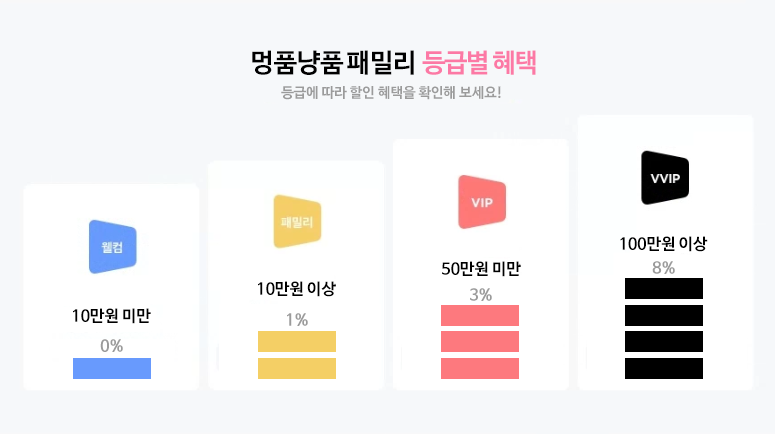 멍품냥품 패밀리 등급별 혜택
등급에 따라 할인 혜택을 확인해 보세요!
웰컴
10만원 미만
0%
패밀리
10만원 이상
1%
VIP
50만원 미만
3%
VVIP
100만원 이상
8%